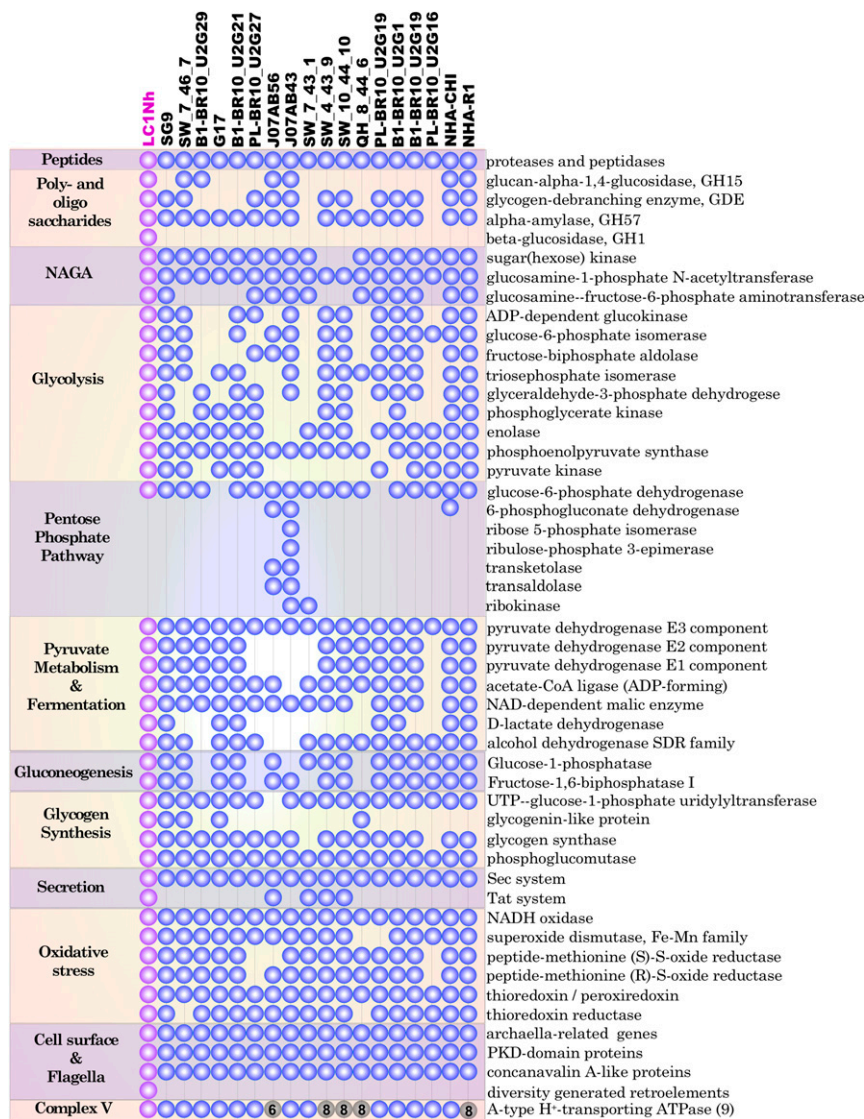 LC1Nh
SG9
SW_7_46_7
B1-BR10_U2G29
G17
B1-BR10_U2G21
PL-BR10_U2G27
J07AB56
J07AB43
SW_7_43_1
SW_4_43_9
SW_10_44_10
QH_8_44_6
PL-BR10_U2G19
B1-BR10_U2G1
B1-BR10_U2G19
PL-BR10_U2G16
NHA-CHI
NHA-R1
Peptides
proteases and peptidases
Poly- and
oligo
saccharides
glucan-alpha-1,4-glucosidase, GH15
glycogen-debranching enzyme, GDE
alpha-amylase, GH57
beta-glucosidase, GH1
NAGA
sugar(hexose) kinase
glucosamine-1-phosphate N-acetyltransferase
glucosamine--fructose-6-phosphate aminotransferase
Glycolysis
ADP-dependent glucokinase
glucose-6-phosphate isomerase
fructose-biphosphate aldolase
triosephosphate isomerase
glyceraldehyde-3-phosphate dehydrogese
phosphoglycerate kinase
enolase
phosphoenolpyruvate synthase
pyruvate kinase
Pentose
Phosphate
Pathway
glucose-6-phosphate dehydrogenase
6-phosphogluconate dehydrogenase
ribose 5-phosphate isomerase
ribulose-phosphate 3-epimerase
transketolase
transaldolase
ribokinase
Pyruvate
Metabolism
&
Fermentation
pyruvate dehydrogenase E3 component
pyruvate dehydrogenase E2 component
pyruvate dehydrogenase E1 component
acetate-CoA ligase (ADP-forming)
NAD-dependent malic enzyme
D-lactate dehydrogenase
alcohol dehydrogenase SDR family
Gluconeogenesis
Glucose-1-phosphatase
Fructose-1,6-biphosphatase I
Glycogen
Synthesis
UTP--glucose-1-phosphate uridylyltransferase
glycogenin-like protein
glycogen synthase
phosphoglucomutase
Secretion
Sec system
Tat system
Oxidative
stress
NADH oxidase
superoxide dismutase, Fe-Mn family
peptide-methionine (S)-S-oxide reductase
peptide-methionine (R)-S-oxide reductase
thioredoxin / peroxiredoxin
thioredoxin reductase
Cell surface
&
Flagella
archaella-related genes
PKD-domain proteins
concanavalin A-like proteins
diversity generated retroelements
Complex V
6 8 8 8 8
A-type H⁺-transporting ATPase (9)